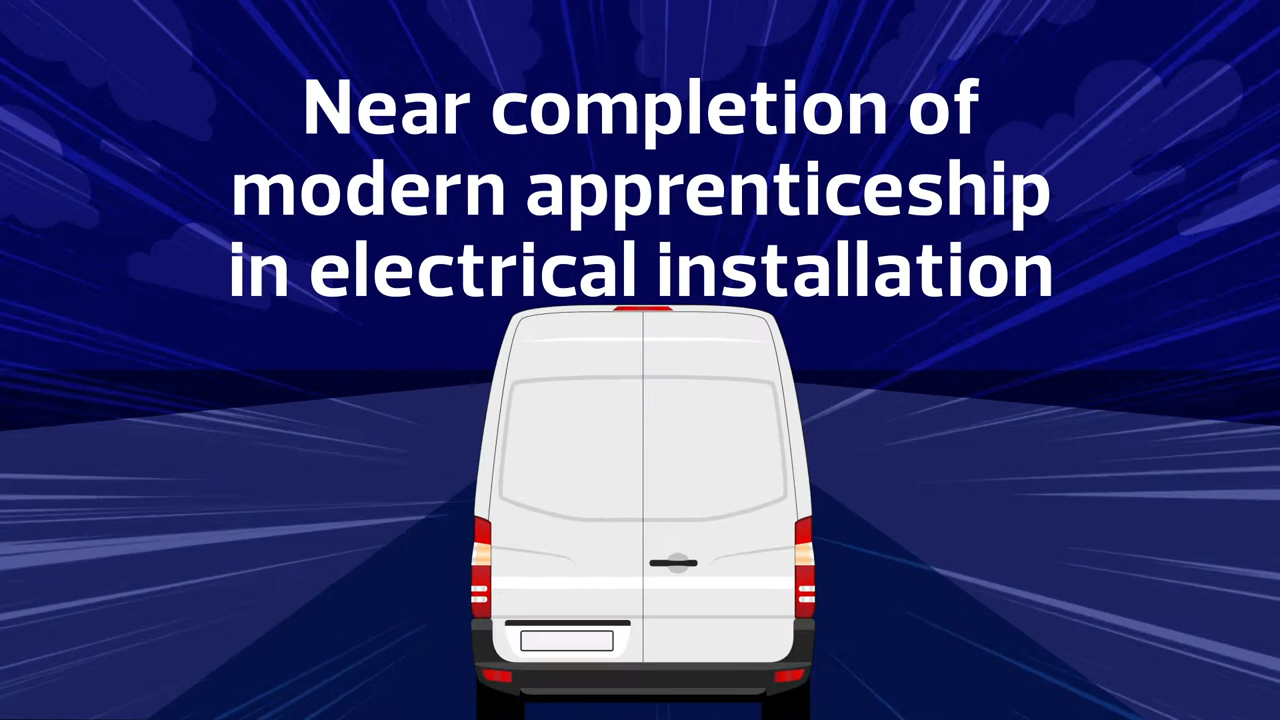 Near completion of
modern apprenticeship
in electrical installation